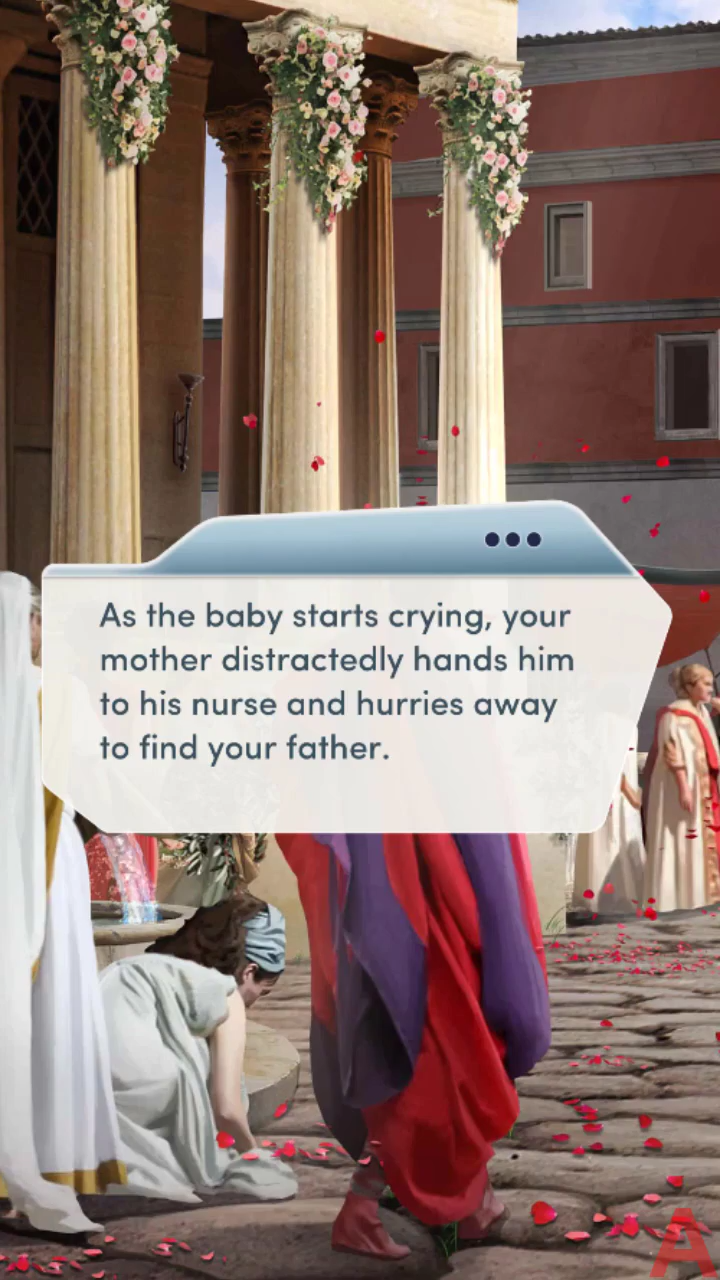 As the baby starts crying, your
mother distractedly hands him
to his nurse and hurries away
to find your father.
A